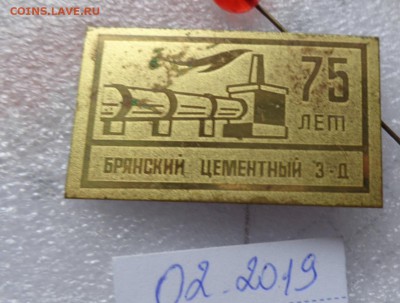 COINS.LAVE.RU
75
ЛЕТ
БРЯНСКИЙ ЦЕМЕНТНЫЙ З-Д
02-2019